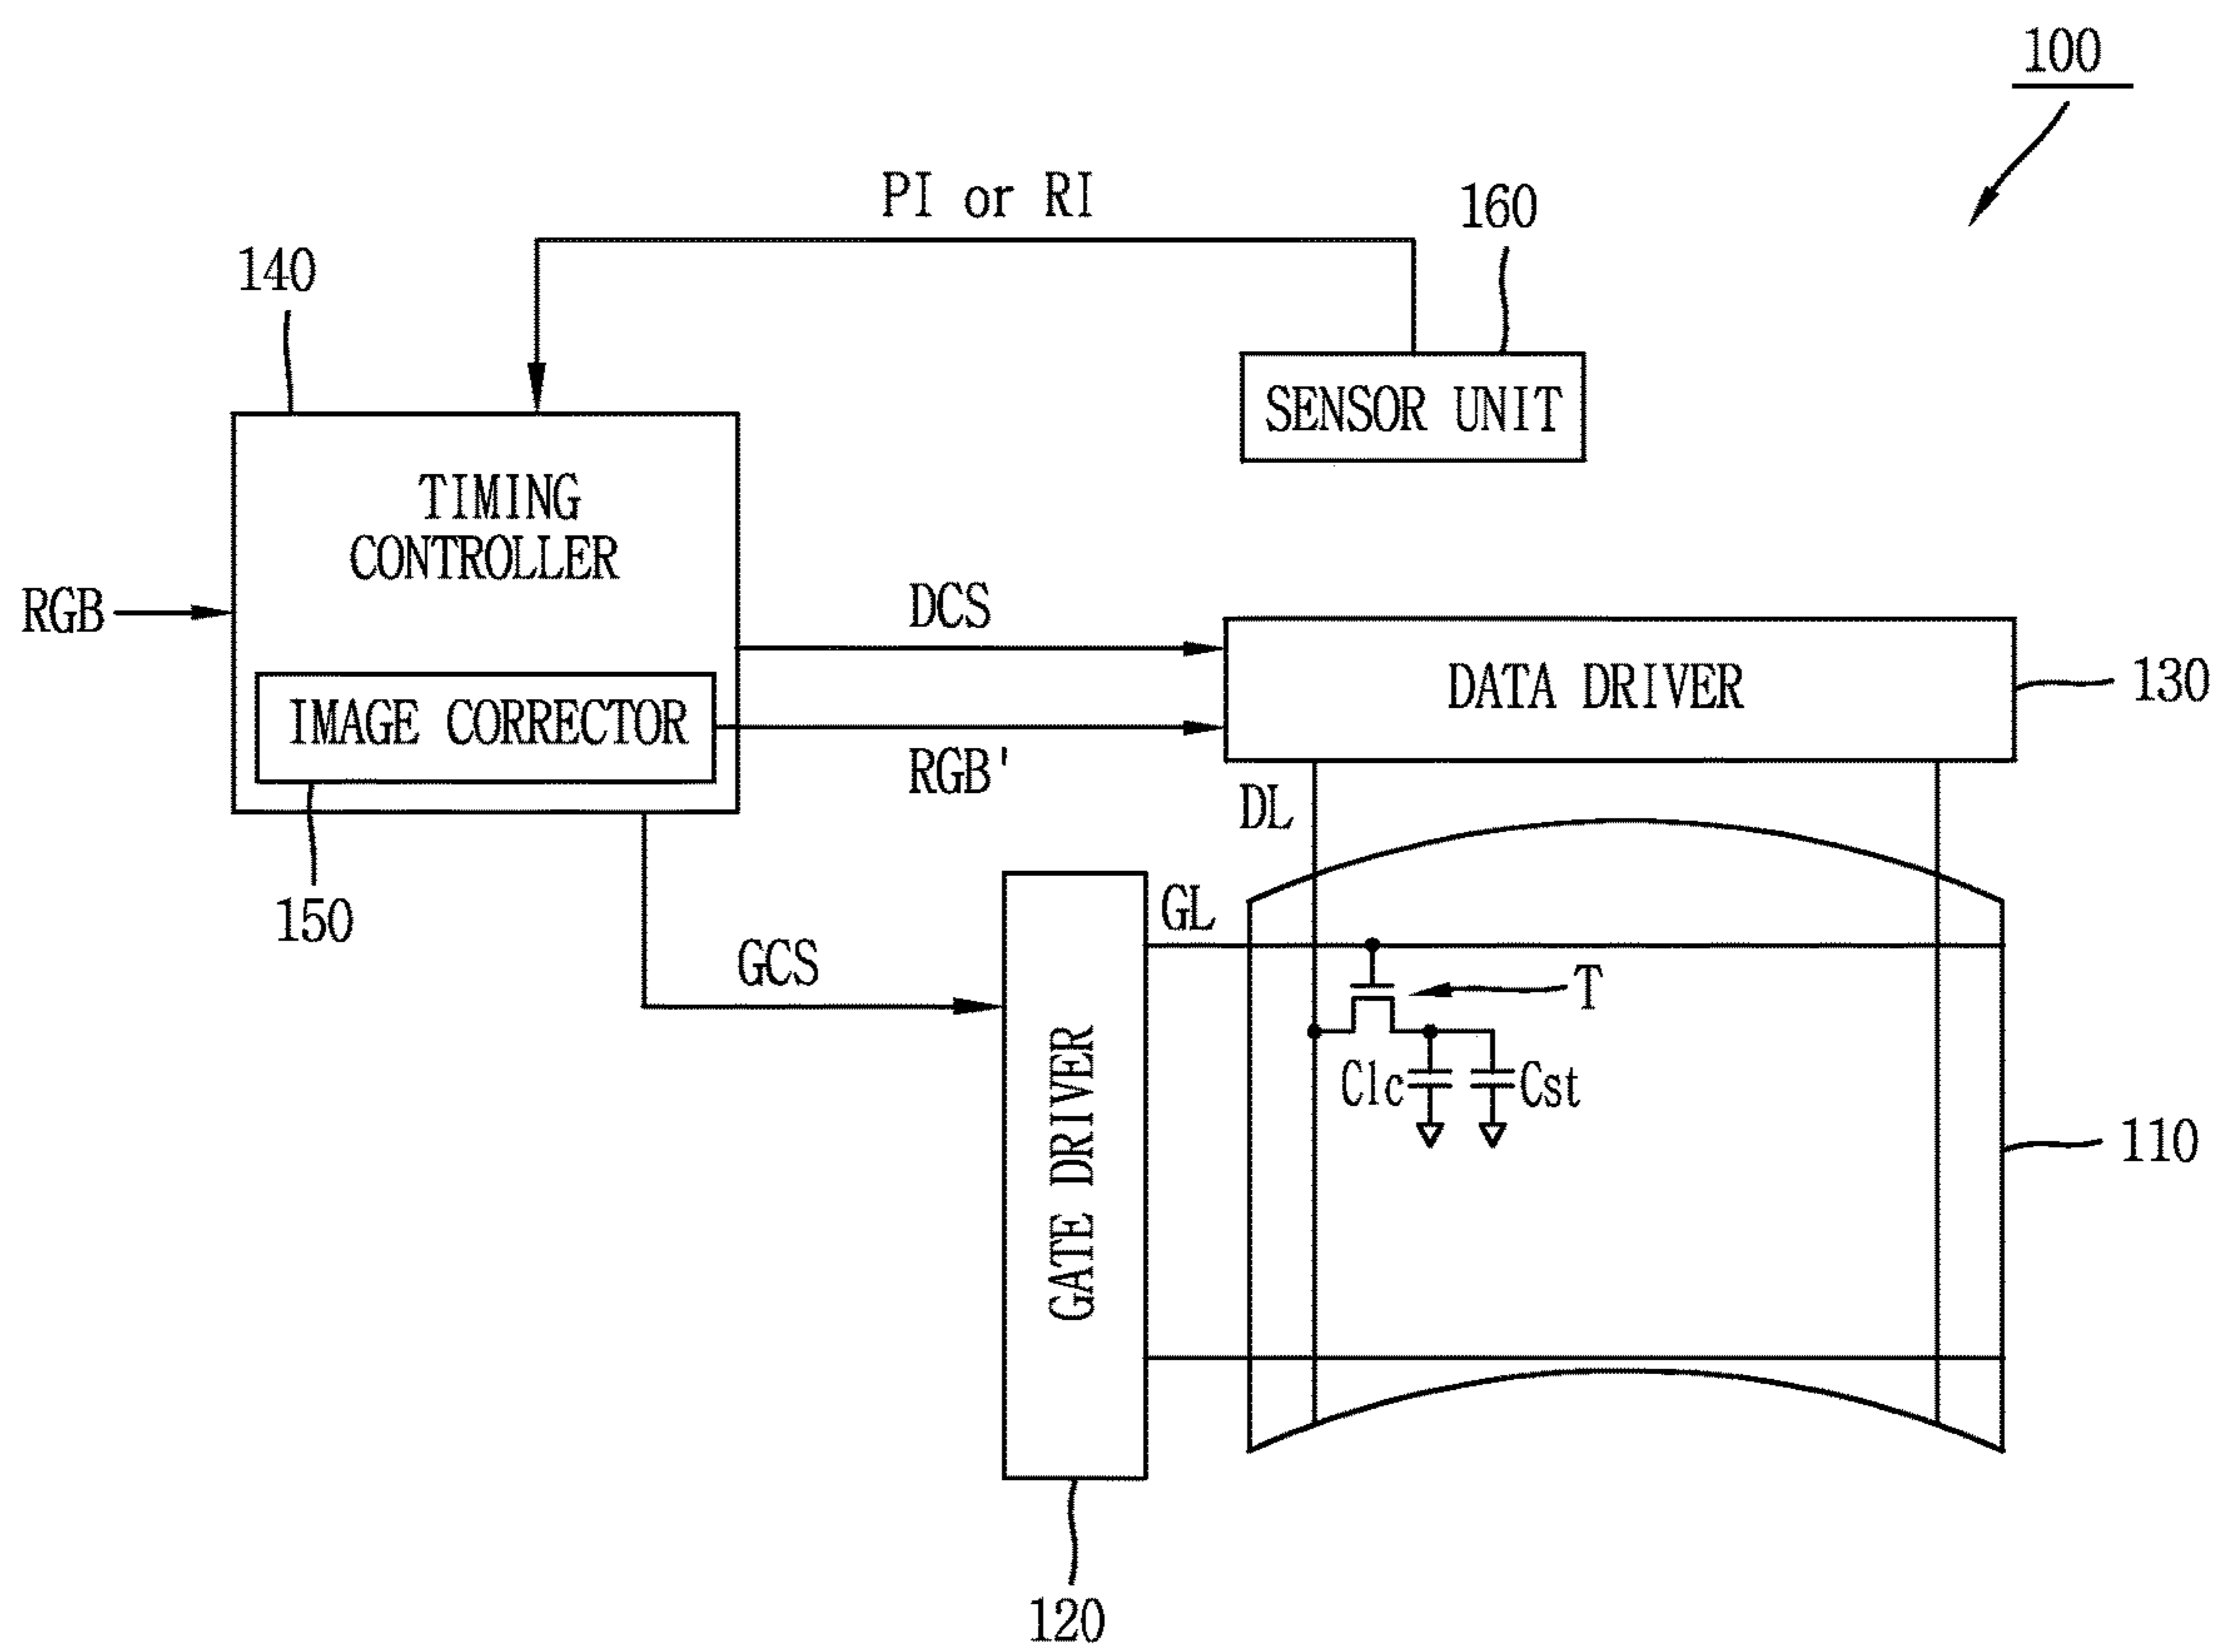 100
PI or RI
160
140
SENSOR UNIT
TIMING
CONTROLLER
RGB
DCS
DATA DRIVER
130
IMAGE CORRECTOR
RGB'
DL
150
GL
GCS
T
GATE DRIVER
Clc
Cst
110
120